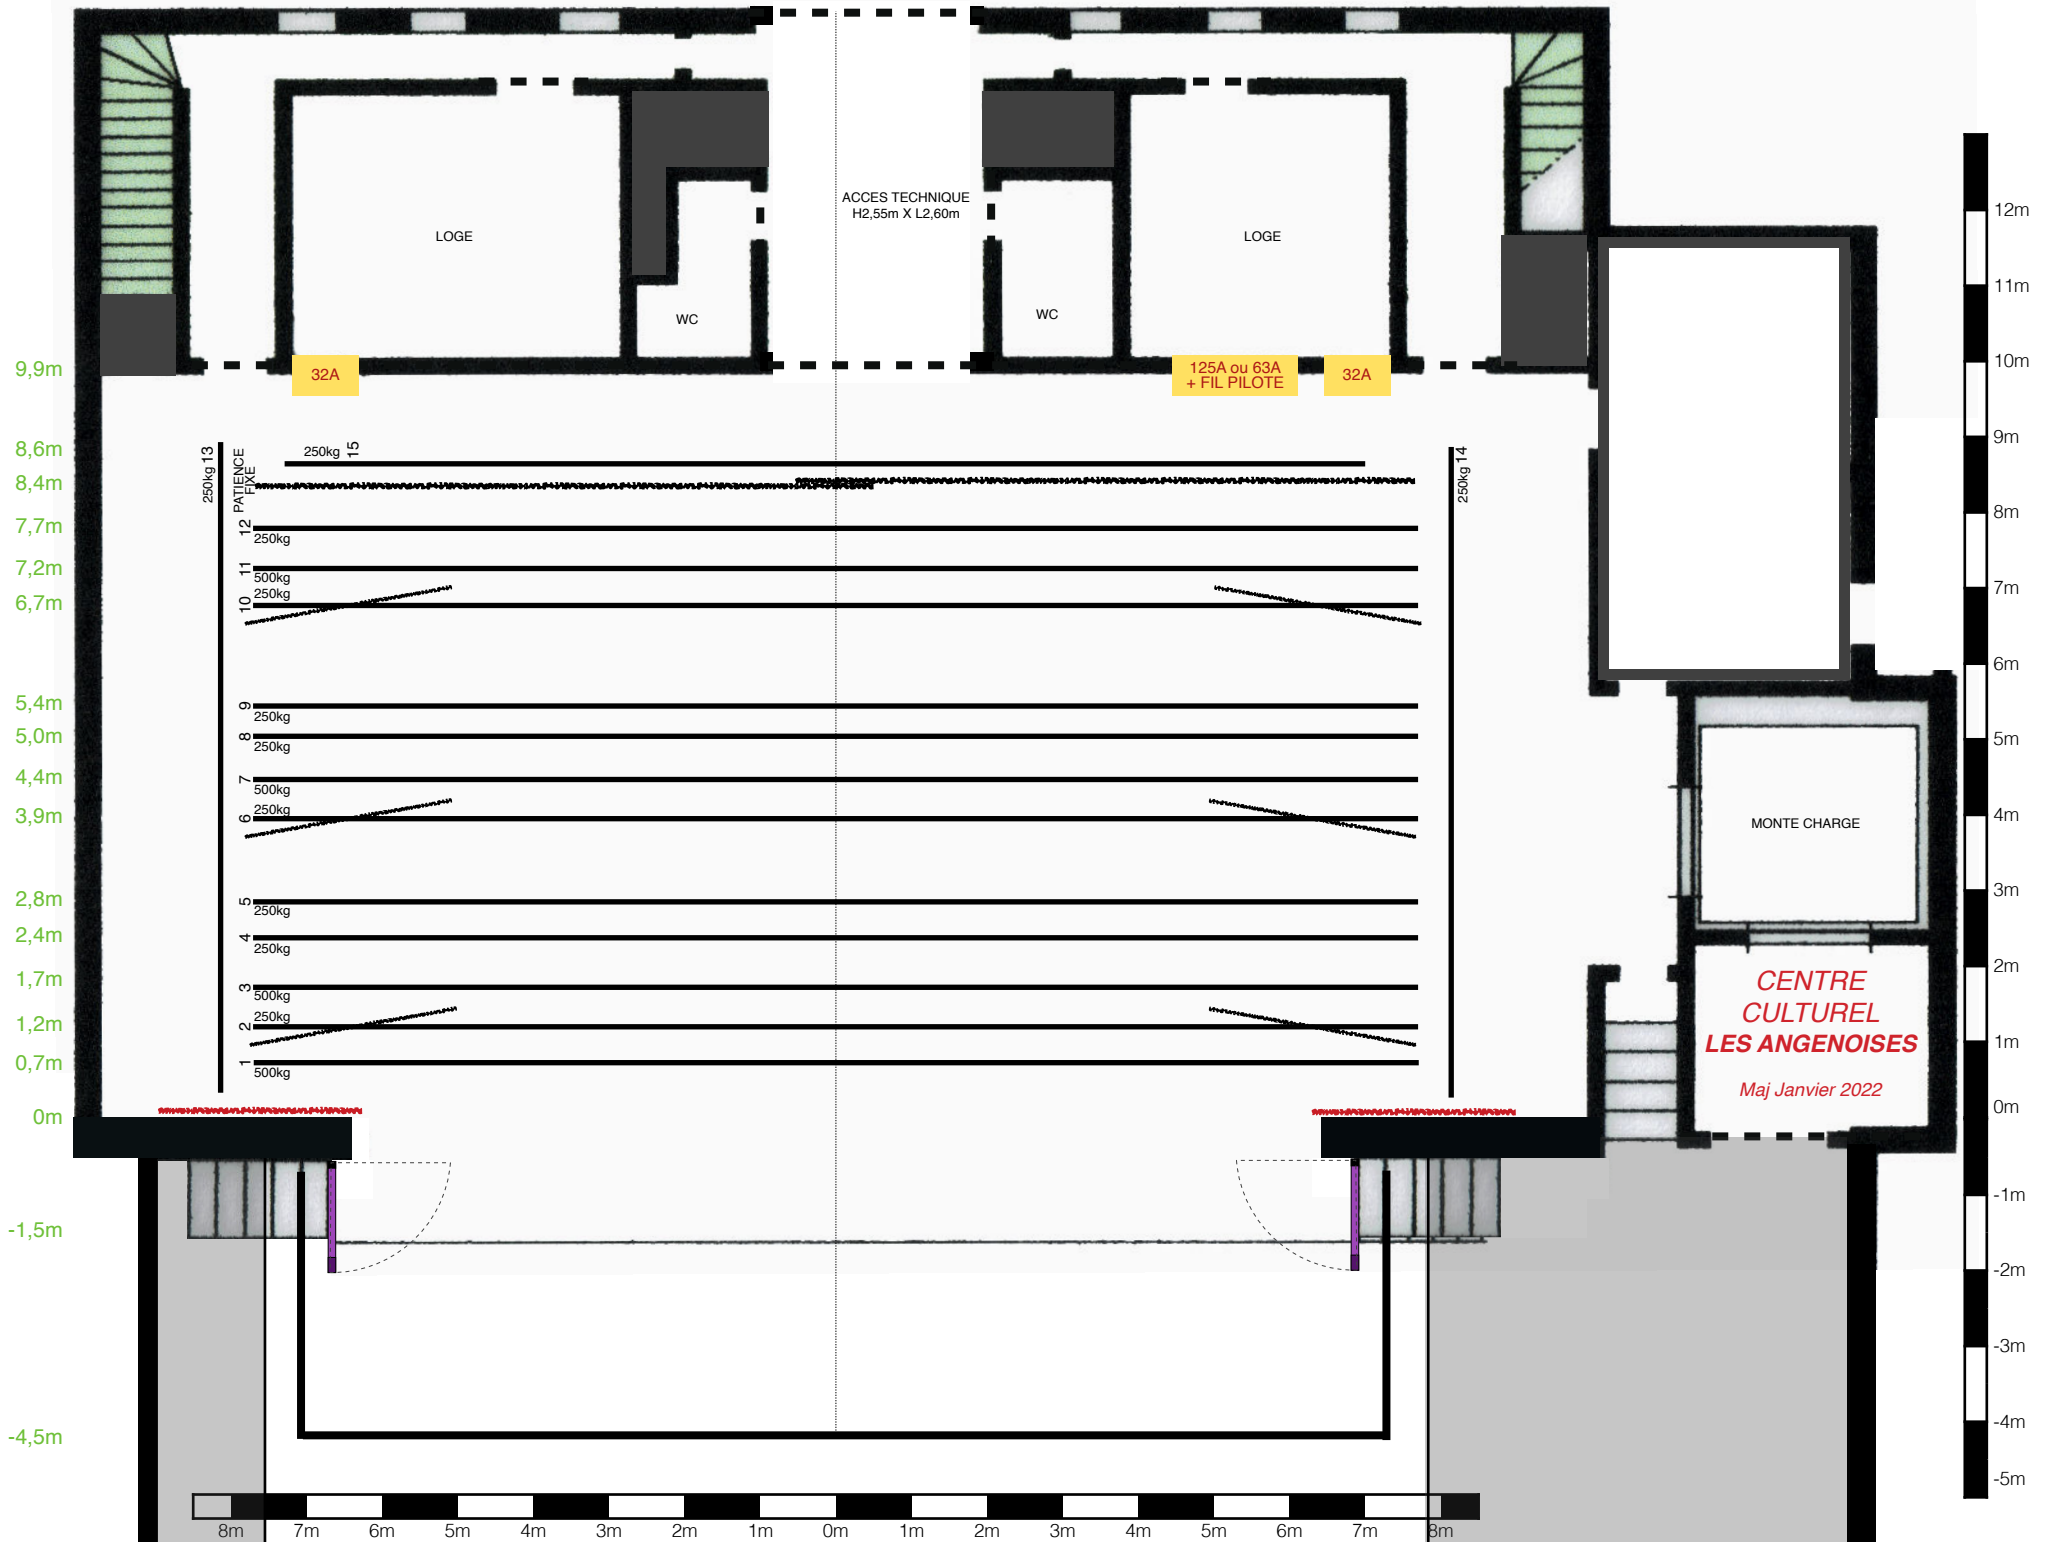 ACCES TECHNIQUE
H2,55m X L2,60m
LOGE
LOGE
WC
WC
32A
125A ou 63A
+ FIL PILOTE
32A
9,9m
8,6m
8,4m
7,7m
7,2m
6,7m
5,4m
5,0m
4,4m
3,9m
2,8m
2,4m
1,7m
1,2m
0,7m
0m
-1,5m
-4,5m
250kg 13
PATIENCE
FIXE
250kg 15
250kg 14
12
250kg
11
500kg
10
250kg
9
250kg
8
250kg
7
500kg
6
250kg
5
250kg
4
250kg
3
500kg
2
250kg
1
500kg
MONTE CHARGE
CENTRE
CULTUREL
LES ANGENOISES
Maj Janvier 2022
12m
11m
10m
9m
8m
7m
6m
5m
4m
3m
2m
1m
0m
-1m
-2m
-3m
-4m
-5m
8m 7m 6m 5m 4m 3m 2m 1m 0m 1m 2m 3m 4m 5m 6m 7m 8m